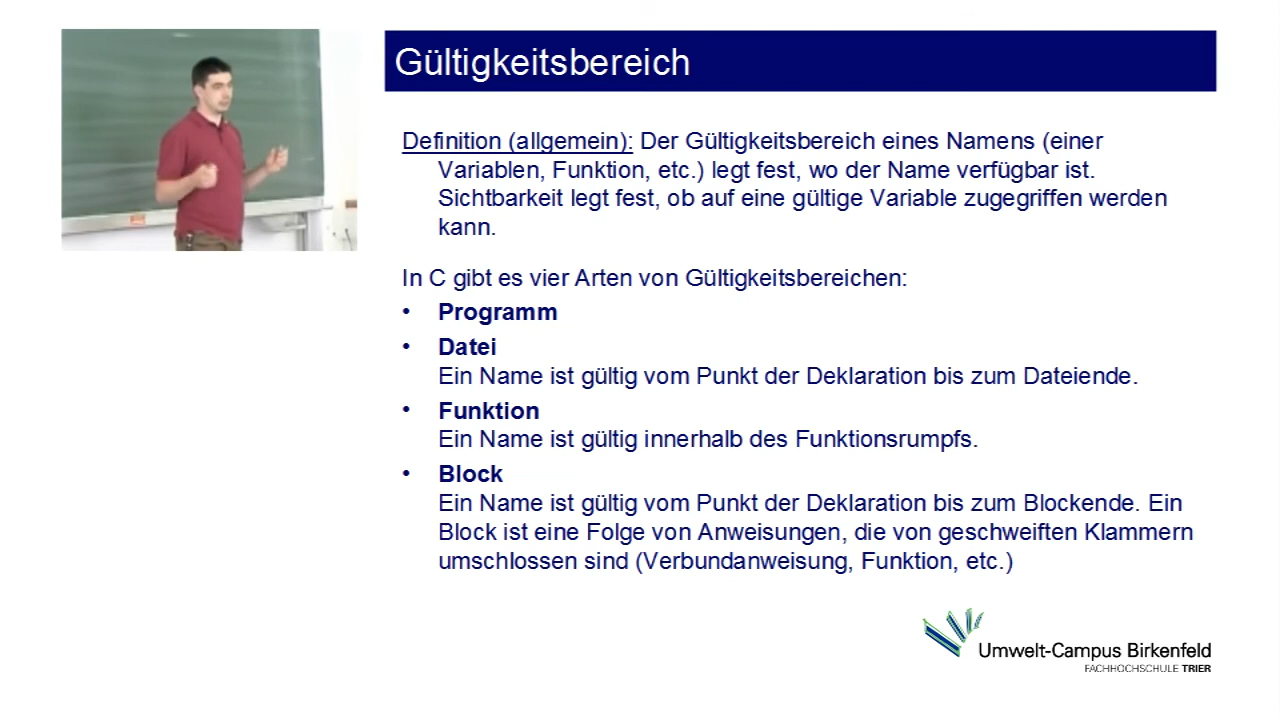 Gültigkeitsbereich
Definition (allgemein): Der Gültigkeitsbereich eines Namens (einer
Variablen, Funktion, etc.) legt fest, wo der Name verfügbar ist.
Sichtbarkeit legt fest, ob auf eine gültige Variable zugegriffen werden
kann.
In C gibt es vier Arten von Gültigkeitsbereichen:
• Programm
• Datei
Ein Name ist gültig vom Punkt der Deklaration bis zum Dateiende.
• Funktion
Ein Name ist gültig innerhalb des Funktionsrumpfs.
• Block
Ein Name ist gültig vom Punkt der Deklaration bis zum Blockende. Ein
Block ist eine Folge von Anweisungen, die von geschweiften Klammern
umschlossen sind (Verbundanweisung, Funktion, etc.)
Umwelt-Campus Birkenfeld
FACHHOCHSCHULE TRIER